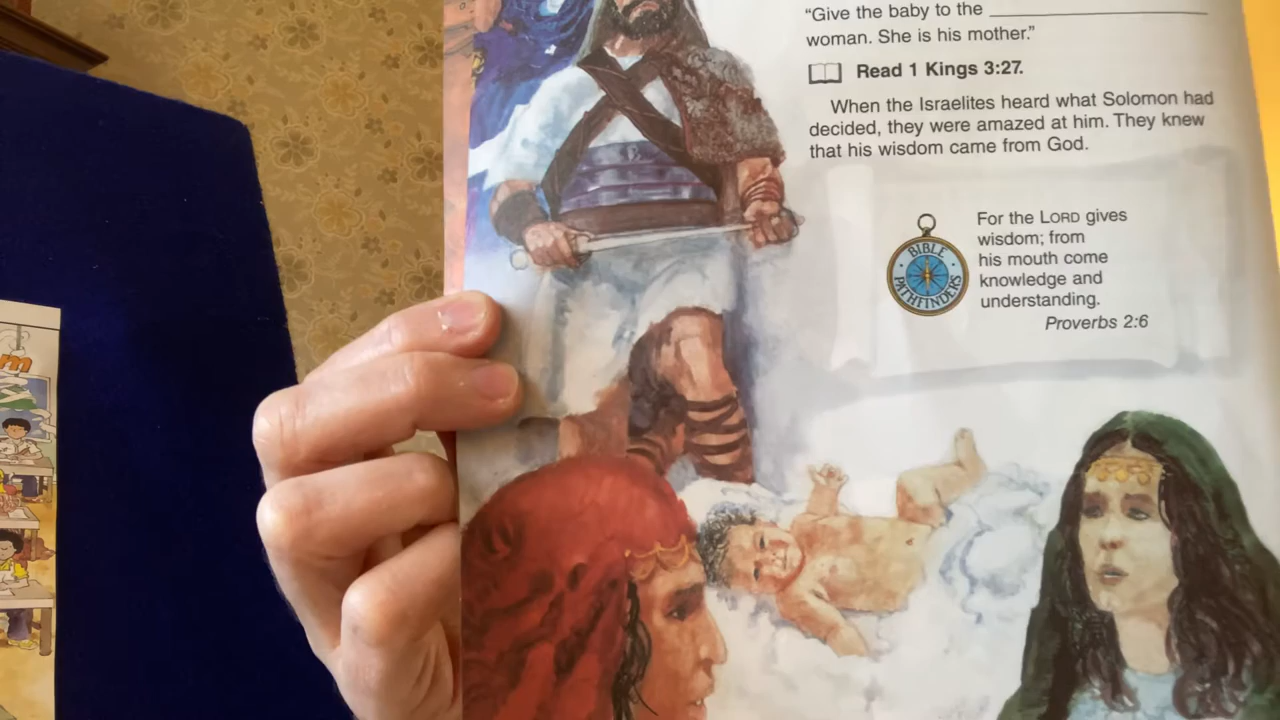 "Give the baby to the ____________________
woman. She is his mother."
Read 1 Kings 3:27.
When the Israelites heard what Solomon had
decided, they were amazed at him. They knew
that his wisdom came from God.
BIBLE
PATHFINDERS
For the LORD gives
wisdom; from
his mouth come
knowledge and
understanding.
Proverbs 2:6
m